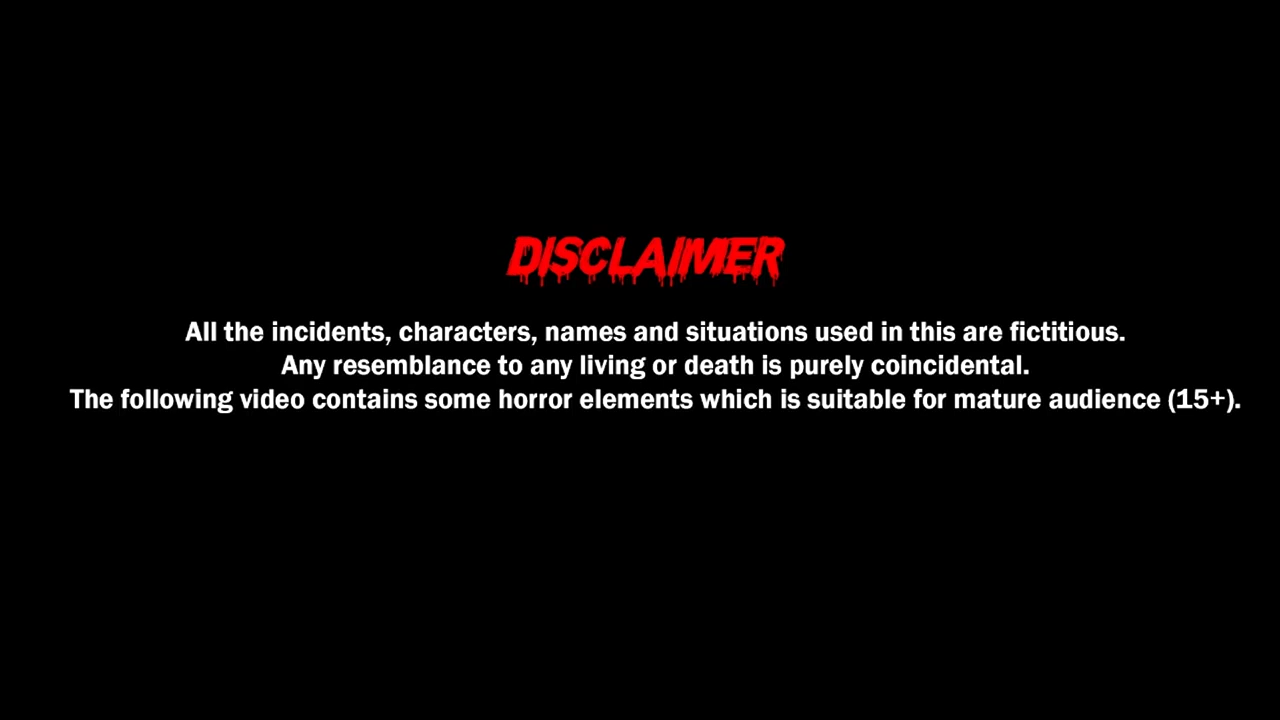 DISCLAIMER
All the incidents, characters, names and situations used in this are fictitious.
Any resemblance to any living or death is purely coincidental.
The following video contains some horror elements which is suitable for mature audience (15+).